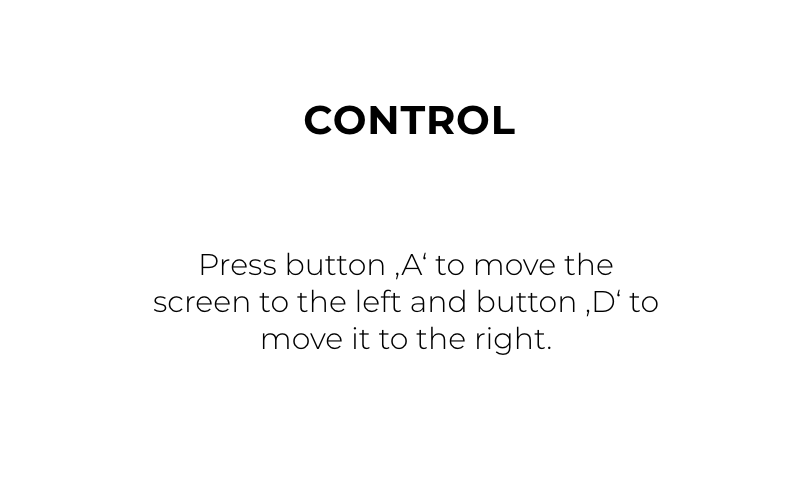 CONTROL
Press button ‚A‘ to move the
screen to the left and button ‚D‘ to
move it to the right.